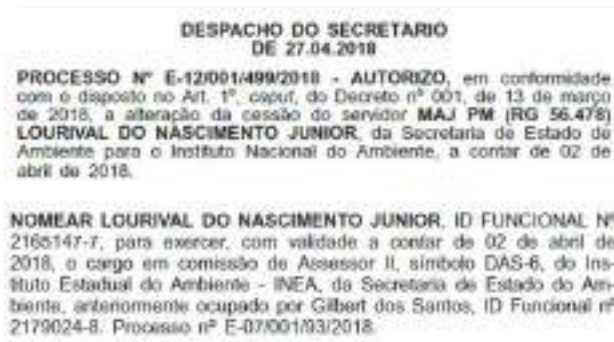 DESPACHO DO SECRETARIO
DE 27.04.2018
PROCESSO Nº E-12/001/499/2018 - AUTORIZO, em conformidade
com o disposto no Art. 1º, caput, do Decreto nº 001, de 13 de março
de 2018, a alteração da cessão do servidor MAJ PM (RG 56.478)
LOURIVAL DO NASCIMENTO JUNIOR, da Secretaria de Estado de
Ambiente para o Instituto Nacional do Ambiente, a contar de 02 de
abril de 2018.
NOMEAR LOURIVAL DO NASCIMENTO JUNIOR, ID FUNCIONAL Nº
2165147-7, para exercer, com validade a contar de 02 de abril de
2018, o cargo em comissão de Assessor II, símbolo DAS-6, do Ins-
tituto Estadual do Ambiente - INEA, da Secretaria de Estado do Am-
biente, anteriormente ocupado por Gilbert dos Santos, ID Funcional nº
2179024-8. Processo nº E-07/001/93/2018.